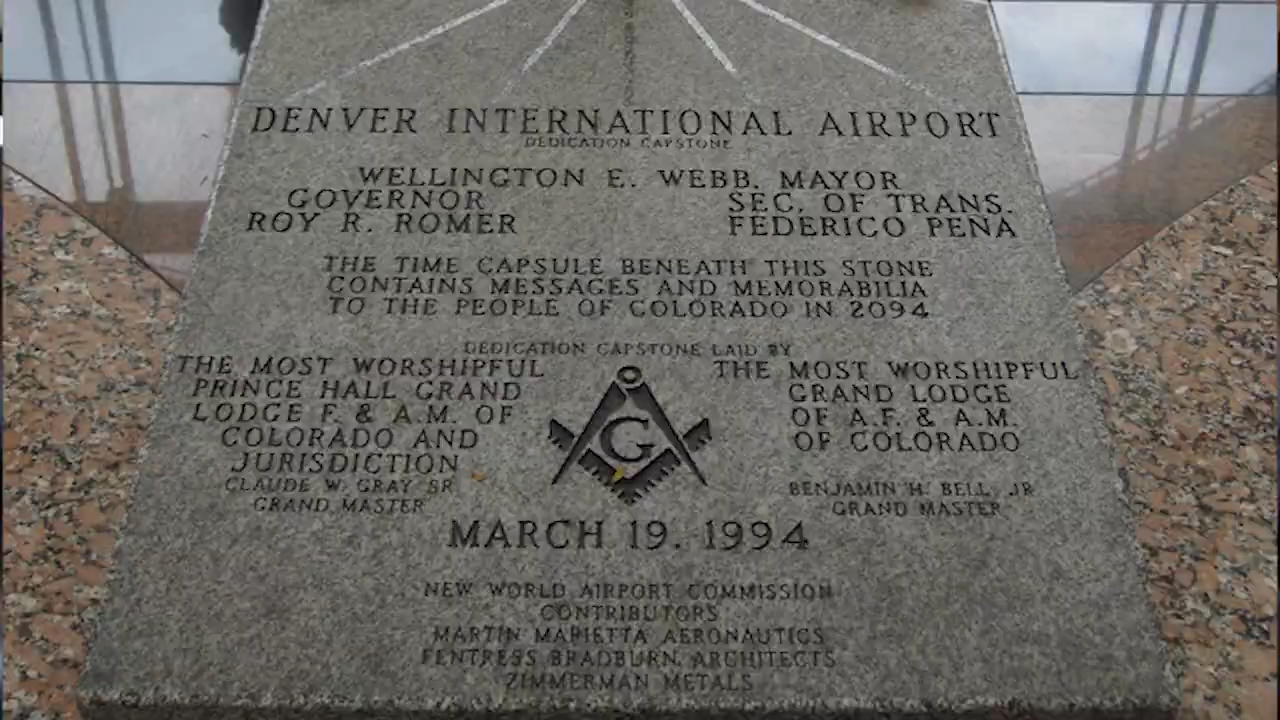 DENVER INTERNATIONAL AIRPORT
DEDICATION CAPSTONE
WELLINGTON E. WEBB, MAYOR
GOVERNOR
ROY R. ROMER
SEC. OF TRANS.
FEDERICO PEÑA
THE TIME CAPSULE BENEATH THIS STONE
CONTAINS MESSAGES AND MEMORABILIA
TO THE PEOPLE OF COLORADO IN 2094
DEDICATION CAPSTONE LAID BY
THE MOST WORSHIPFUL
PRINCE HALL GRAND
LODGE F. & A.M. OF
COLORADO AND
JURISDICTION
CLAUDE W. GRAY SR
GRAND MASTER
G
THE MOST WORSHIPFUL
GRAND LODGE
OF A.F. & A.M.
OF COLORADO
BENJAMIN H. BELL, JR
GRAND MASTER
MARCH 19, 1994
NEW WORLD AIRPORT COMMISSION
CONTRIBUTORS
MARTIN MARIETTA AERONAUTICS
FENTRESS BRADBURN ARCHITECTS
ZIMMERMAN METALS